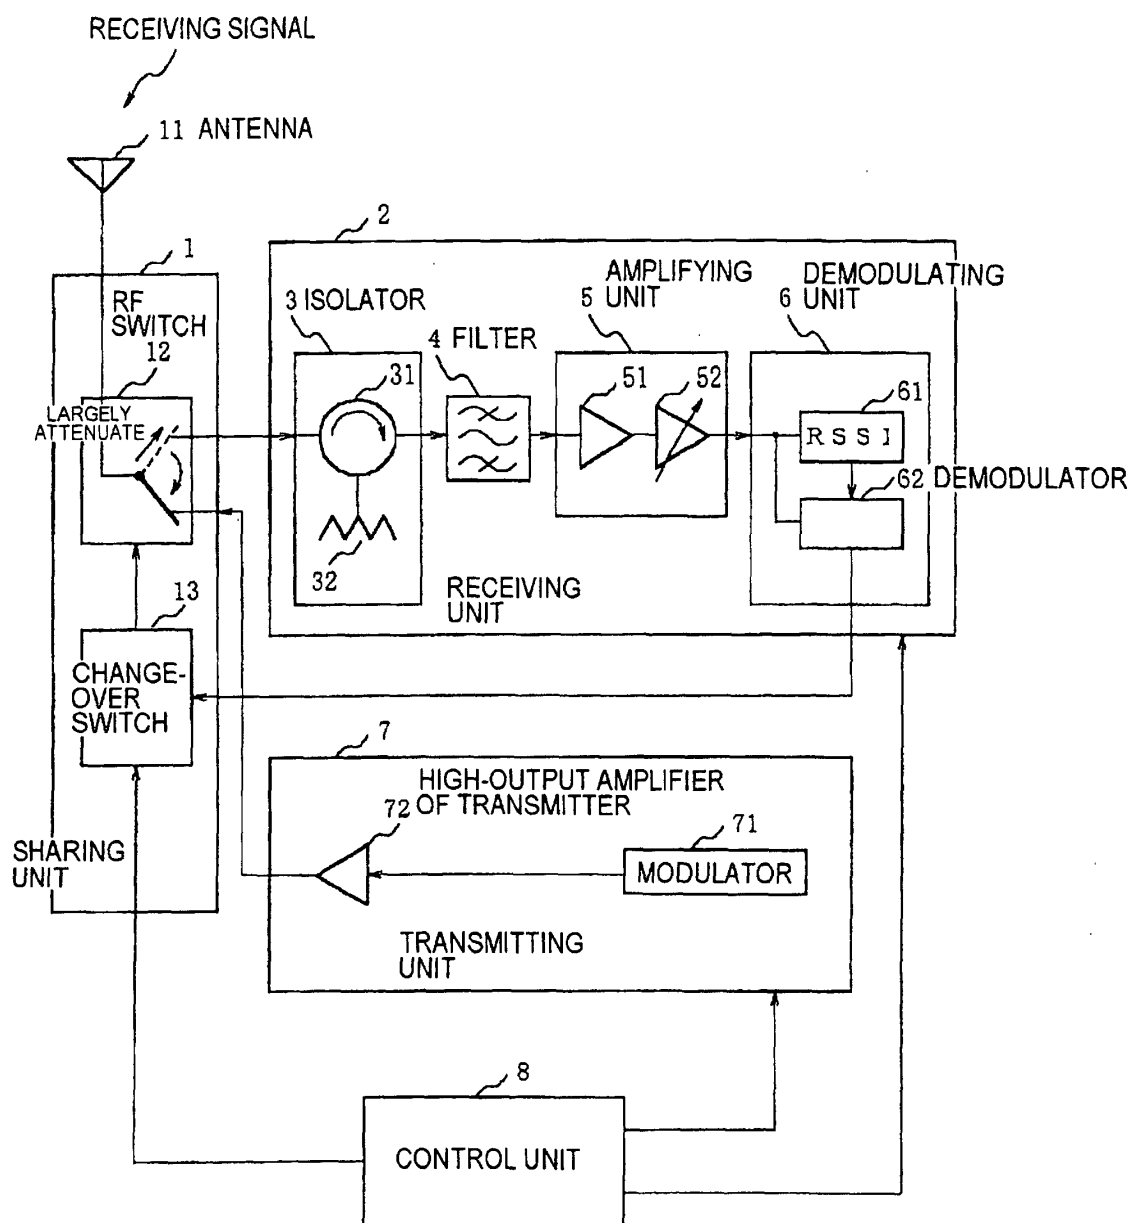 RECEIVING SIGNAL
11 ANTENNA
1
2
RF
SWITCH
12
LARGELY
ATTENUATE
3 ISOLATOR
31
32
4 FILTER
AMPLIFYING
UNIT
5
51
52
DEMODULATING
UNIT
6
61
RSSI
62 DEMODULATOR
RECEIVING
UNIT
13
CHANGE-
OVER
SWITCH
SHARING
UNIT
7
HIGH-OUTPUT AMPLIFIER
OF TRANSMITTER
72
71
MODULATOR
TRANSMITTING
UNIT
8
CONTROL UNIT